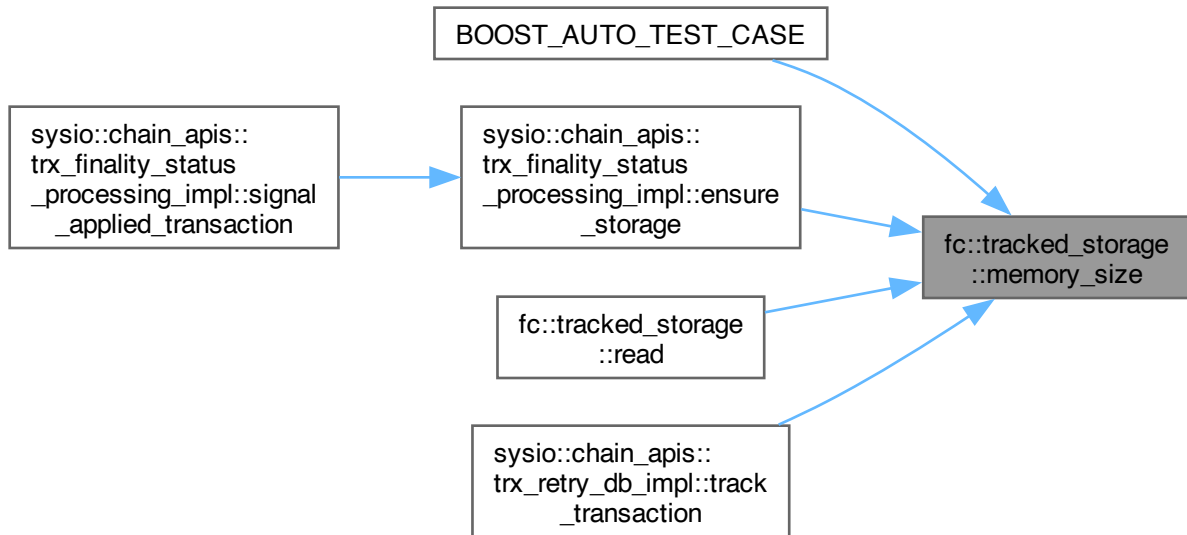 BOOST_AUTO_TEST_CASE
sysio::chain_apis::
trx_finality_status
_processing_impl::signal
_applied_transaction
sysio::chain_apis::
trx_finality_status
_processing_impl::ensure
_storage
fc::tracked_storage
::memory_size
fc::tracked_storage
::read
sysio::chain_apis::
trx_retry_db_impl::track
_transaction